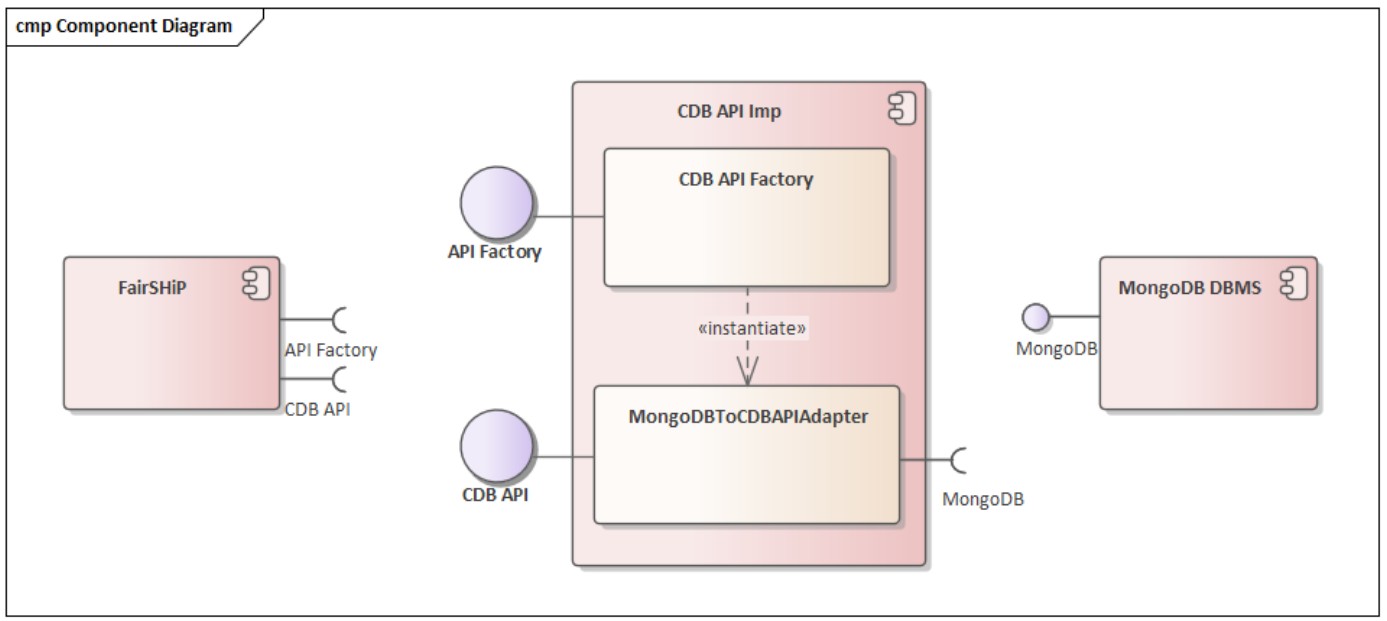 cmp Component Diagram
CDB API Imp
CDB API Factory
API Factory
FairSHiP
API Factory
CDB API
«instantiate»
MongoDBToCDBAPIAdapter
CDB API
MongoDB
MongoDB DBMS
MongoDB